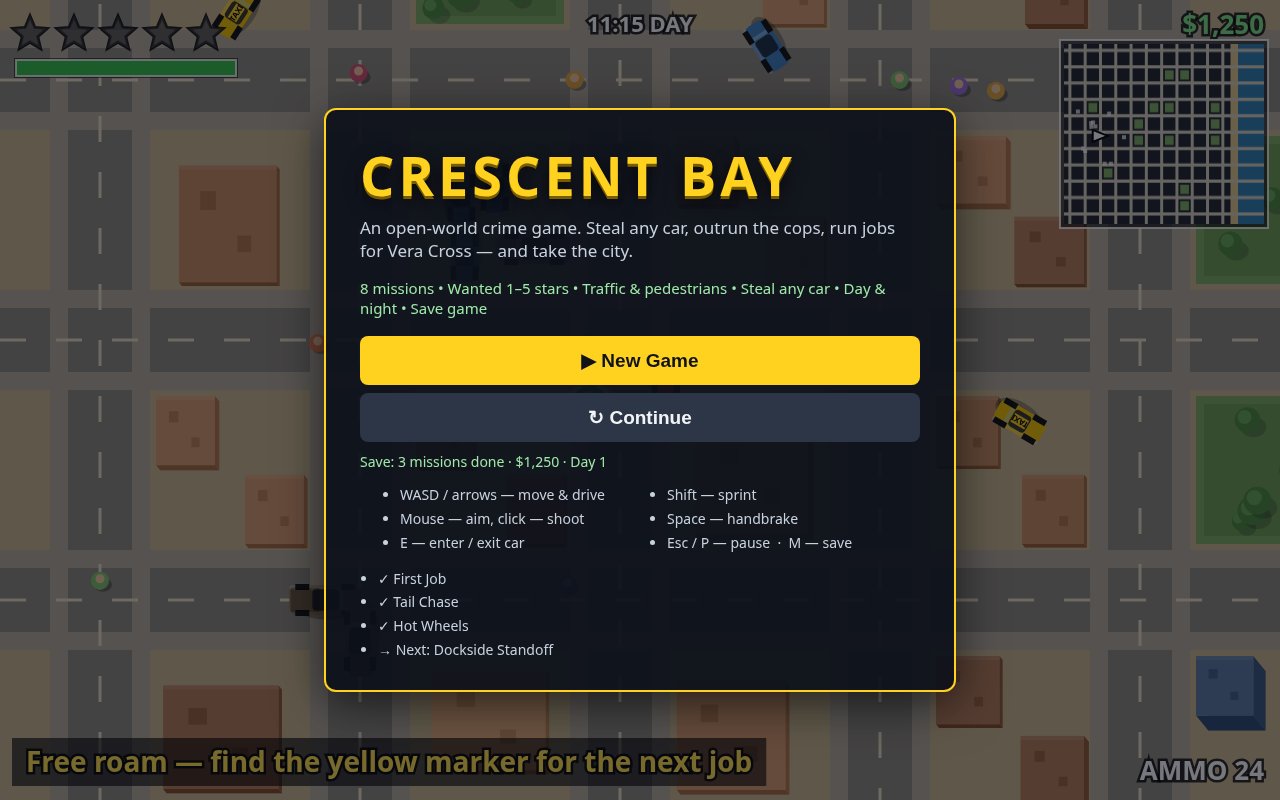 11:15 DAY
$1,250
TAXI
CRESCENT BAY
An open-world crime game. Steal any car, outrun the cops, run jobs
for Vera Cross — and take the city.
8 missions • Wanted 1–5 stars • Traffic & pedestrians • Steal any car • Day &
night • Save game
▶ New Game
↻ Continue
Save: 3 missions done · $1,250 · Day 1
• WASD / arrows — move & drive
• Mouse — aim, click — shoot
• E — enter / exit car
• Shift — sprint
• Space — handbrake
• Esc / P — pause · M — save
• ✓ First Job
• ✓ Tail Chase
• ✓ Hot Wheels
• → Next: Dockside Standoff
TAXI
Free roam — find the yellow marker for the next job
AMMO 24